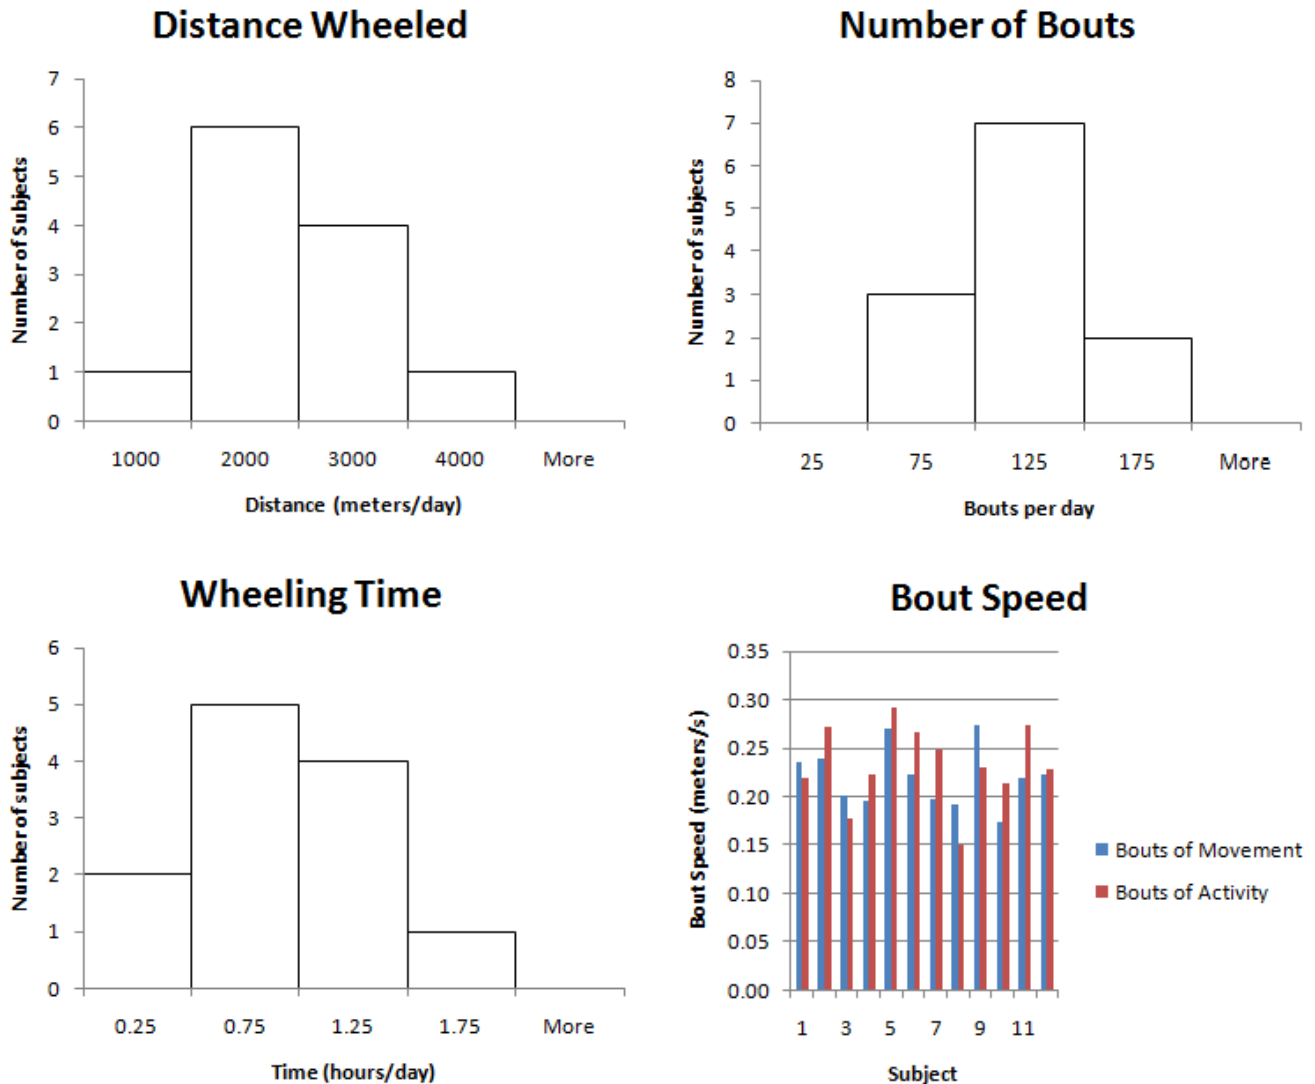 Distance Wheeled
7
6
5
4
3
2
1
0
Number of Subjects
1000 2000 3000 4000 More
Distance (meters/day)
Number of Bouts
8
7
6
5
4
3
2
1
0
Number of subjects
25 75 125 175 More
Bouts per day
Wheeling Time
6
5
4
3
2
1
0
Number of subjects
0.25 0.75 1.25 1.75 More
Time (hours/day)
Bout Speed
0.35
0.30
0.25
0.20
0.15
0.10
0.05
0.00
Bout Speed (meters/s)
1 3 5 7 9 11
Subject
Bouts of Movement
Bouts of Activity